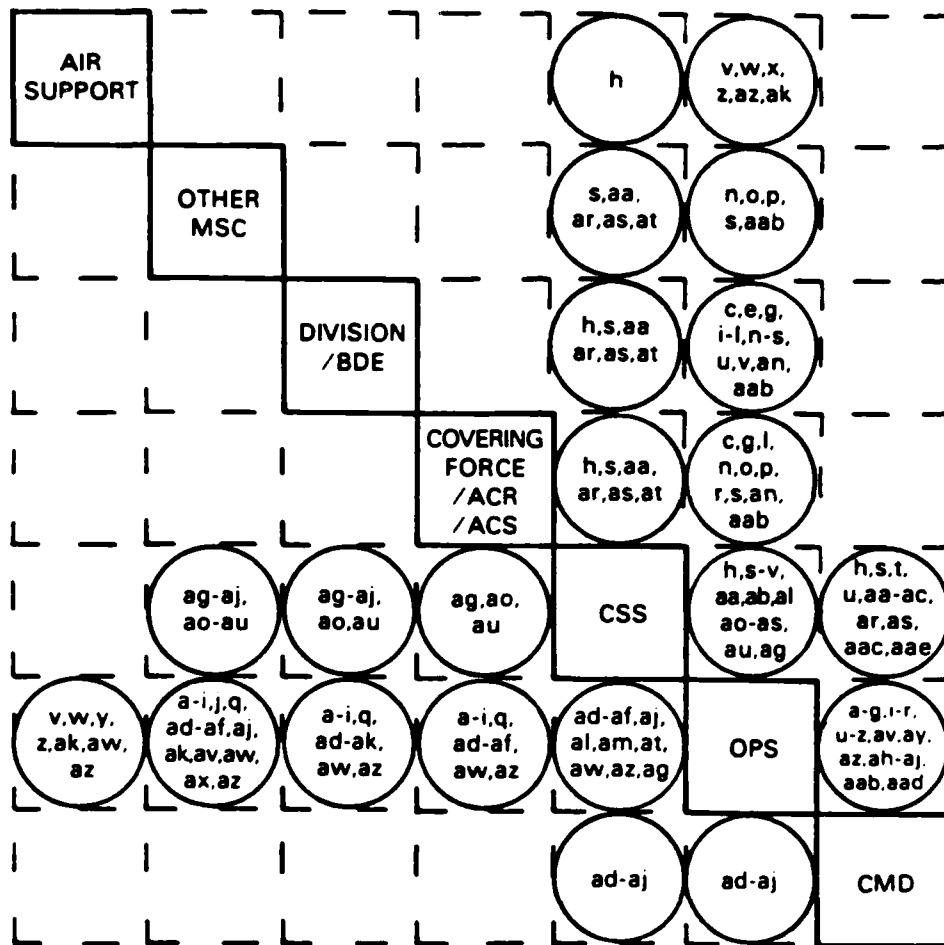 AIR
SUPPORT
h
v,w,x,
z,az,ak
OTHER
MSC
s,aa,
ar,as,at
n,o,p,
s,aab
DIVISION
/BDE
h,s,aa
ar,as,at
c,e,g,
i-l,n-s,
u,v,an,
aab
COVERING
FORCE
/ACR
/ACS
h,s,aa,
ar,as,at
c,g,l,
n,o,p,
r,s,an,
aab
ag-aj,
ao-au
ag-aj,
ao,au
ag,ao,
au
CSS
h,s-v,
aa,ab,al
ao-as,
au,ag
h,s,t,
u,aa-ac,
ar,as,
aac,aae
v,w,y,
z,ak,aw,
az
a-i,j,q,
ad-af,aj,
ak,av,aw,
ax,az
a-i,q,
ad-ak,
aw,az
a-i,q,
ad-af,
aw,az
ad-af,aj,
al,am,at,
aw,az,ag
OPS
a-g,i-r,
u-z,av,ay,
az,ah-aj,
aab,aad
ad-aj
ad-aj
CMD